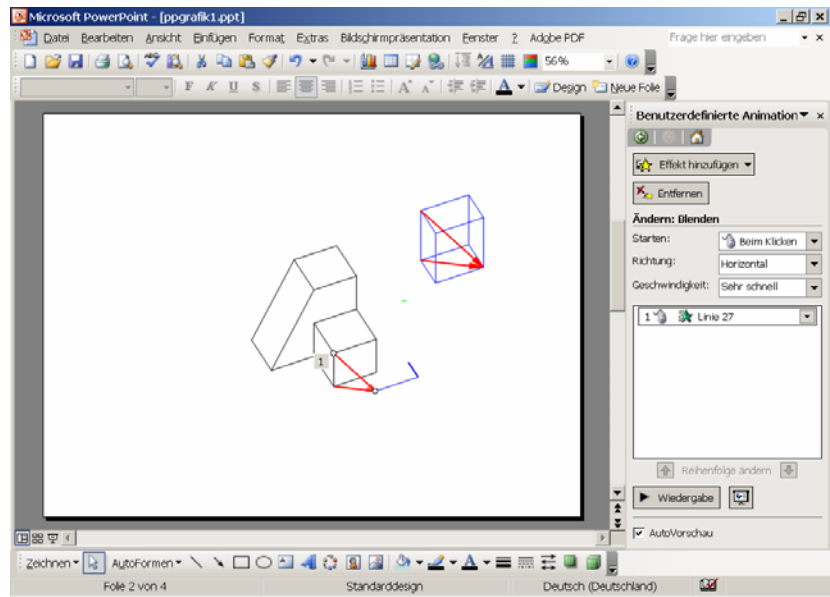 Microsoft PowerPoint - [ppgrafik1.ppt]
Datei Bearbeiten Ansicht Einfügen Format Extras Bildschirmpräsentation Fenster ? Adobe PDF Frage hier eingeben
56%
F K U S A A A Design Neue Folie
Benutzerdefinierte Animation
Effekt hinzufügen
Entfernen
Ändern: Blenden
Starten: Beim Klicken
Richtung: Horizontal
Geschwindigkeit: Sehr schnell
1 Linie 27
1
Reihenfolge ändern
Wiedergabe
AutoVorschau
Zeichnen AutoFormen A
Folie 2 von 4 Standarddesign Deutsch (Deutschland)